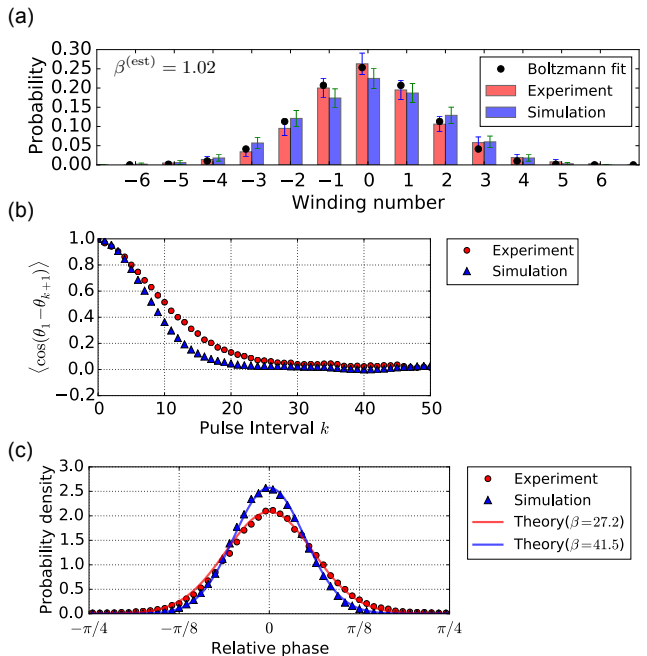 (a)
Probability
0.30
0.25
0.20
0.15
0.10
0.05
0.00
β^(est) = 1.02
Boltzmann fit
Experiment
Simulation
−6 −5 −4 −3 −2 −1 0 1 2 3 4 5 6
Winding number
(b)
⟨cos(θ₁ − θₖ₊₁)⟩
1.0
0.8
0.6
0.4
0.2
0.0
−0.2
Experiment
Simulation
0 10 20 30 40 50
Pulse Interval k
(c)
Probability density
3.0
2.5
2.0
1.5
1.0
0.5
0.0
Experiment
Simulation
Theory(β=27.2)
Theory(β=41.5)
−π/4 −π/8 0 π/8 π/4
Relative phase